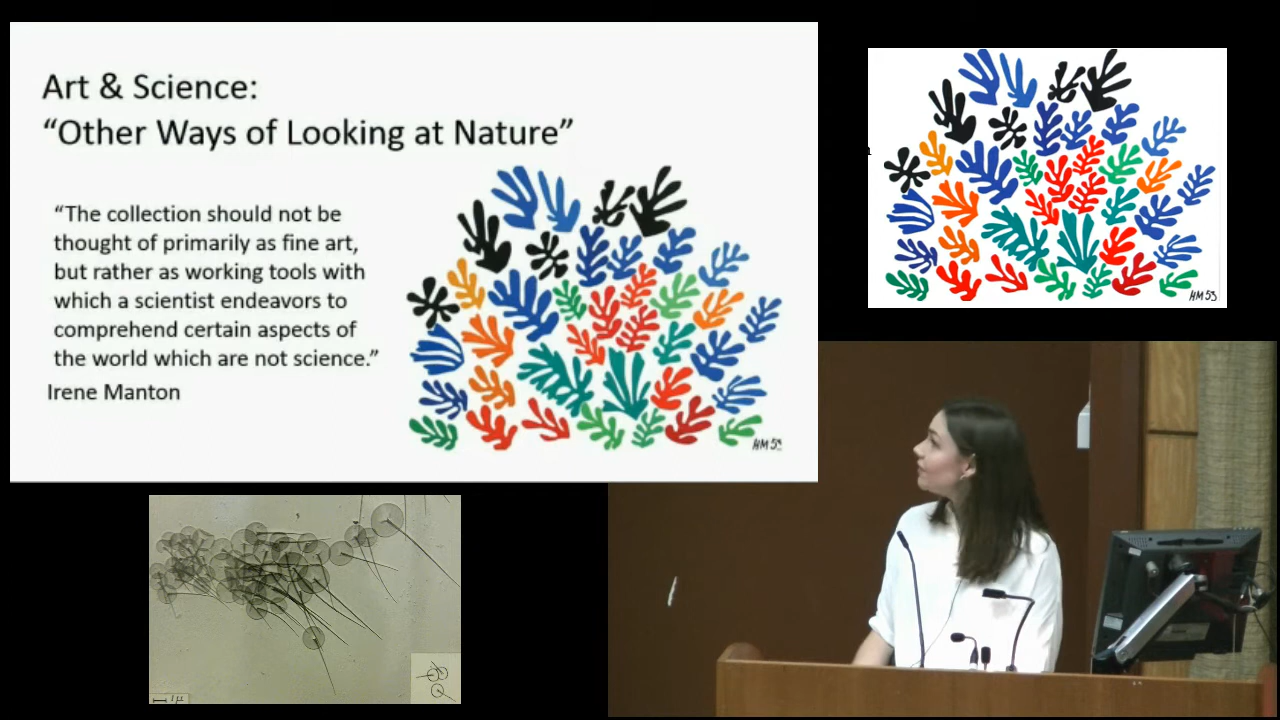 Art & Science:
“Other Ways of Looking at Nature”
“The collection should not be
thought of primarily as fine art,
but rather as working tools with
which a scientist endeavors to
comprehend certain aspects of
the world which are not science.”
Irene Manton
HM 53
HM 53
1 µ